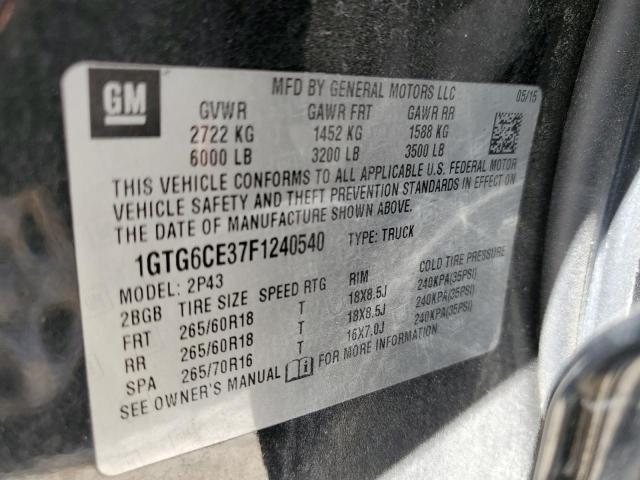 GM
MFD BY GENERAL MOTORS LLC
05/15
GVWR GAWR FRT GAWR RR
2722 KG 1452 KG 1588 KG
6000 LB 3200 LB 3500 LB
THIS VEHICLE CONFORMS TO ALL APPLICABLE U.S. FEDERAL MOTOR
VEHICLE SAFETY AND THEFT PREVENTION STANDARDS IN EFFECT ON
THE DATE OF MANUFACTURE SHOWN ABOVE.
1GTG6CE37F1240540 TYPE: TRUCK
MODEL: 2P43
2BGB TIRE SIZE SPEED RTG RIM COLD TIRE PRESSURE
FRT 265/60R18 T 18X8.5J 240KPA(35PSI)
RR 265/60R18 T 18X8.5J 240KPA(35PSI)
SPA 265/70R16 T 16X7.0J 240KPA(35PSI)
SEE OWNER'S MANUAL FOR MORE INFORMATION